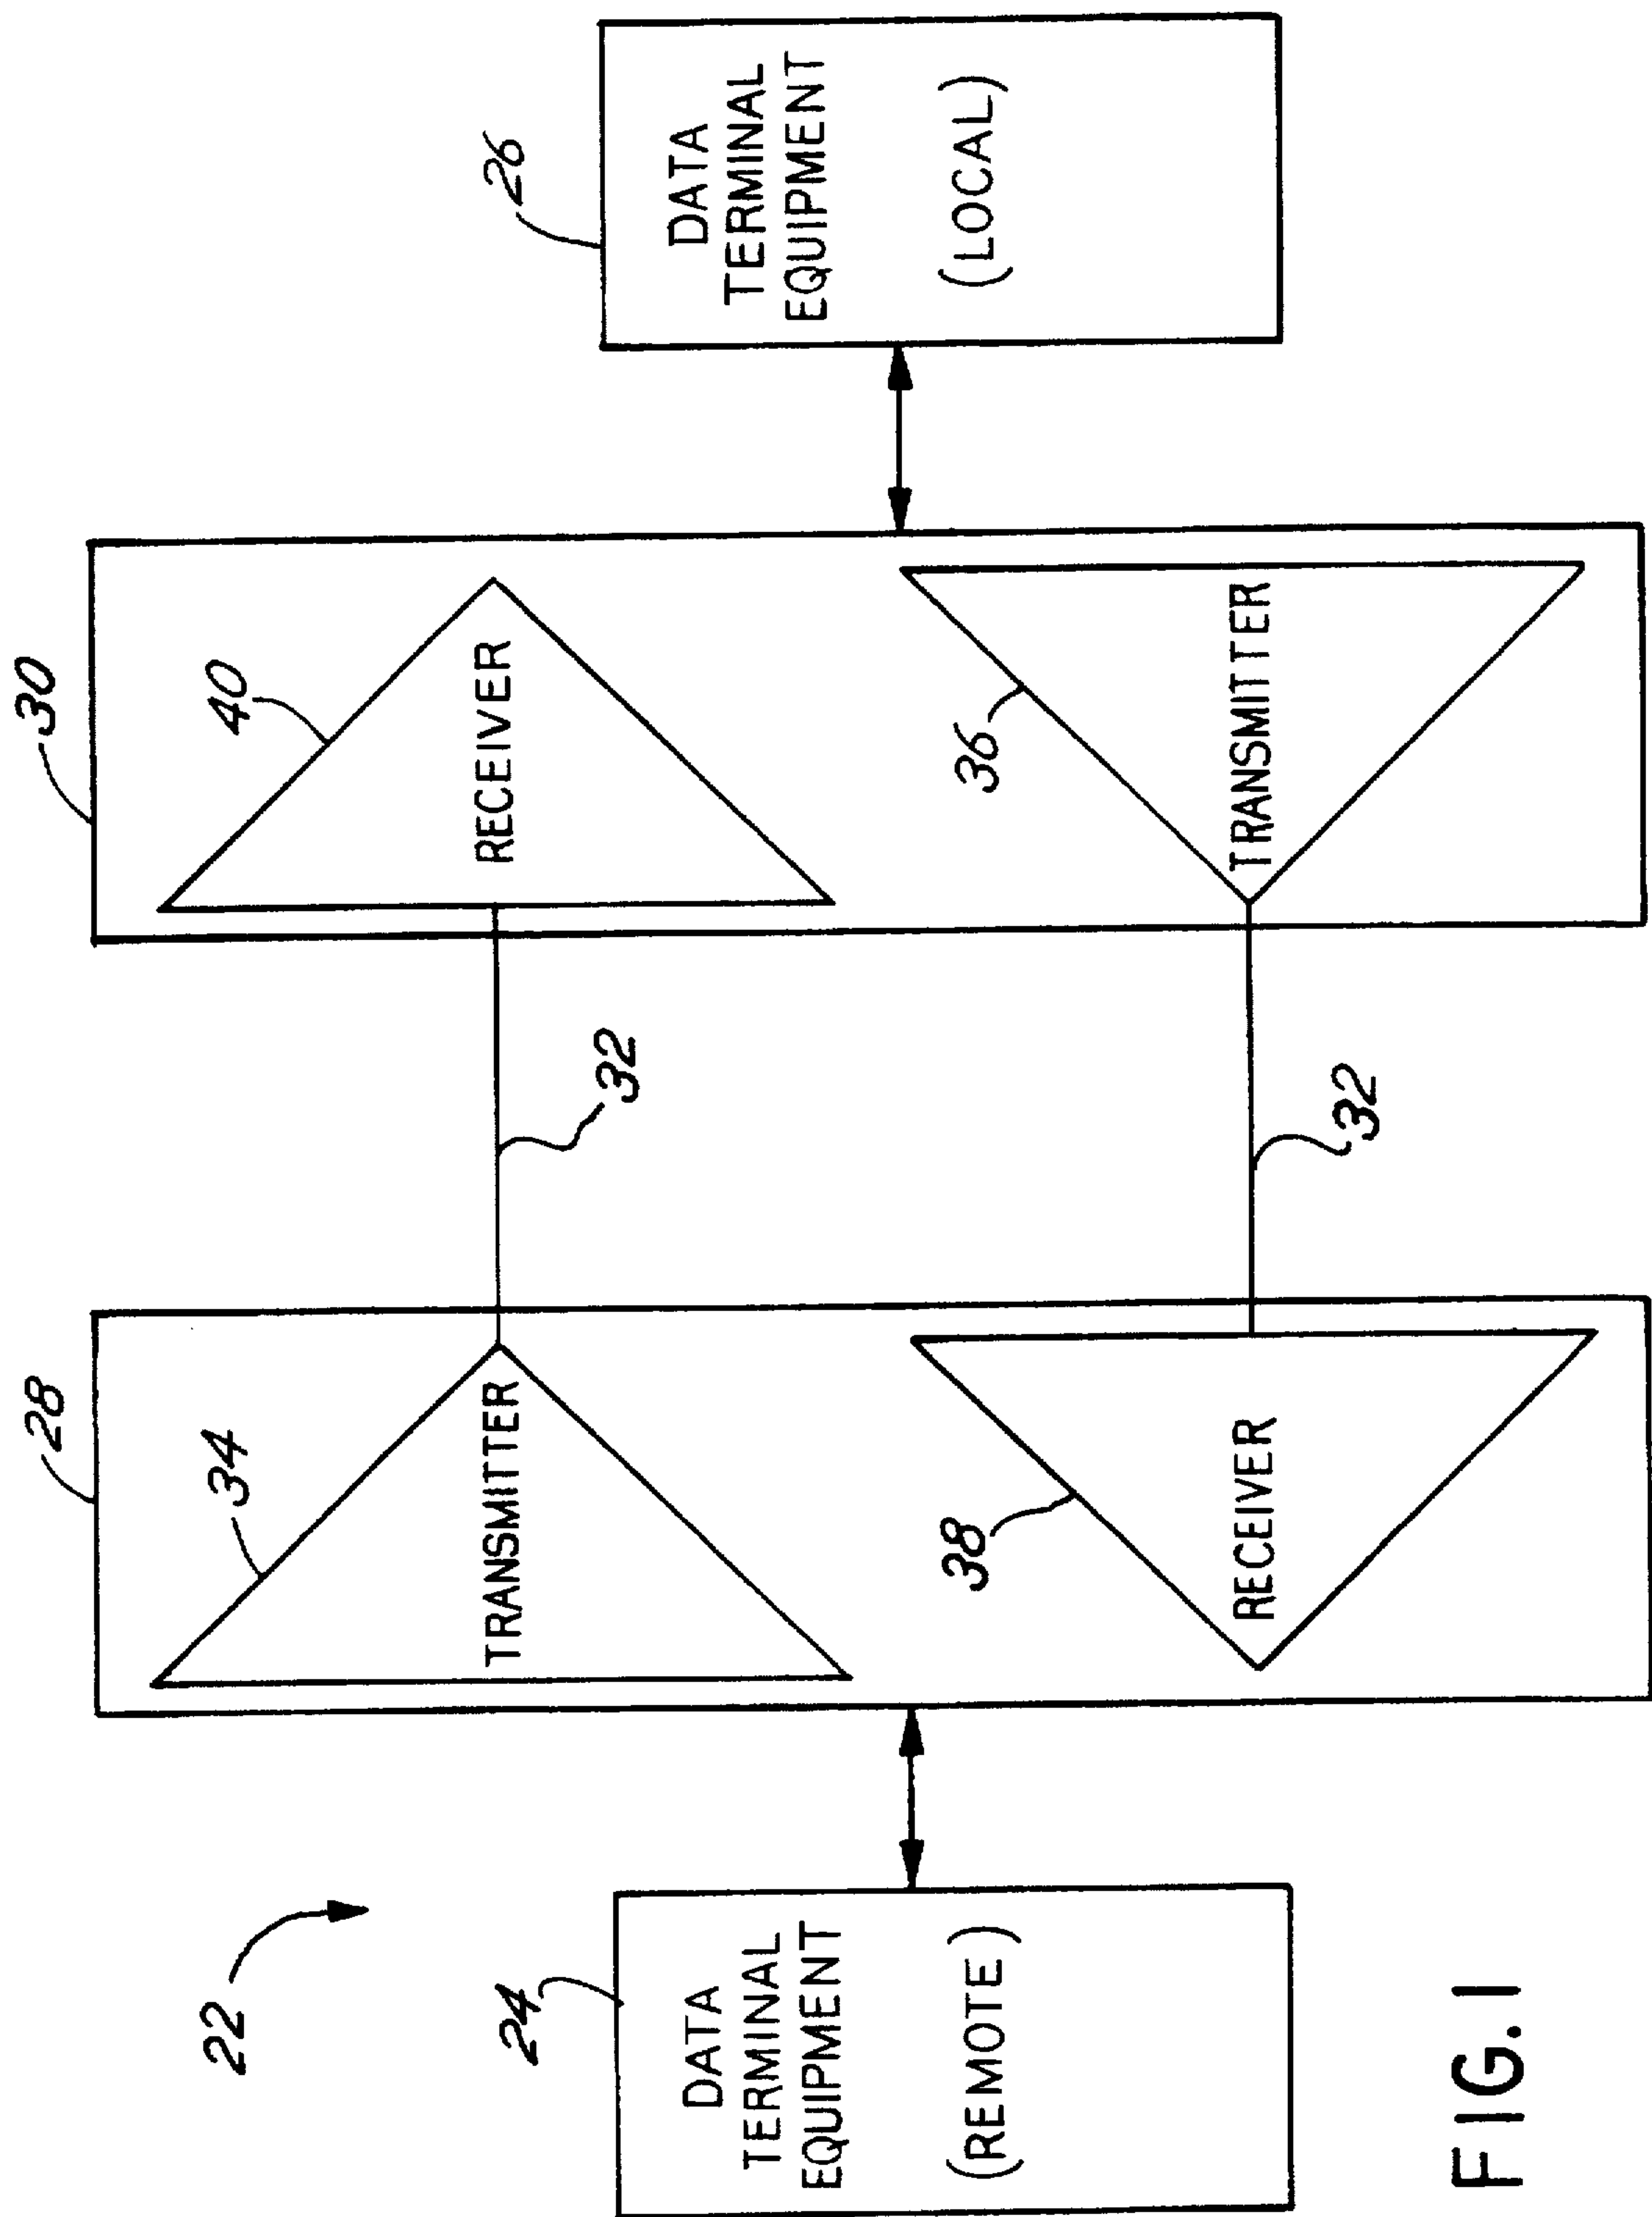 22
24
DATA
TERMINAL
EQUIPMENT
(REMOTE)
28
34
TRANSMITTER
38
RECEIVER
32
32
30
40
RECEIVER
36
TRANSMITTER
26
DATA
TERMINAL
EQUIPMENT
(LOCAL)
FIG. 1